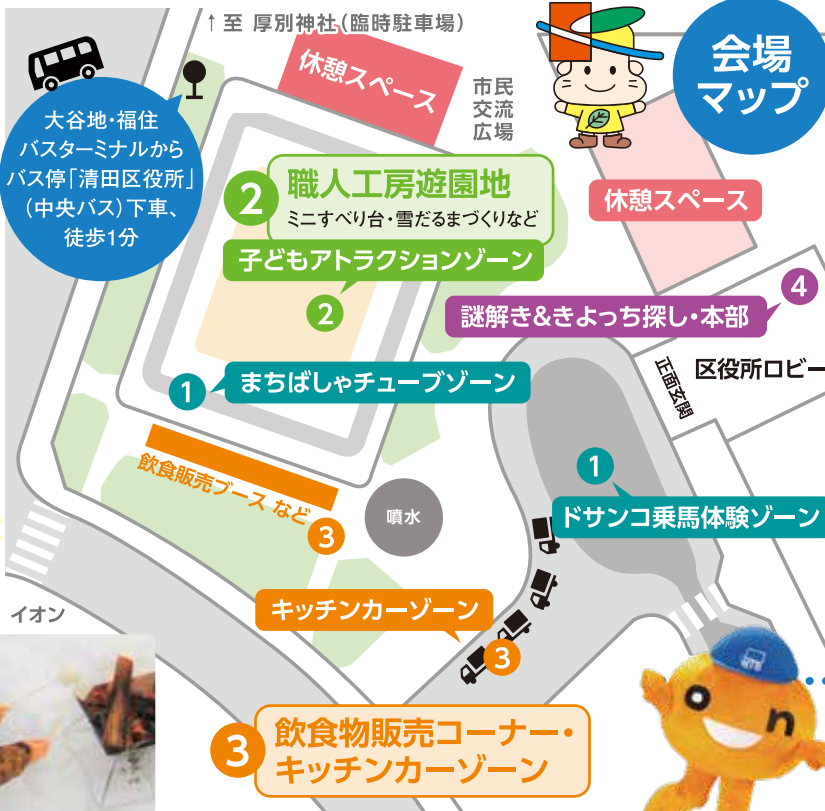 ↑至 厚別神社(臨時駐車場)
休憩スペース
市民
交流
広場
会場
マップ
大谷地・福住
バスターミナルから
バス停「清田区役所」
(中央バス)下車、
徒歩1分
2 職人工房遊園地
ミニすべり台・雪だるまづくりなど
子どもアトラクションゾーン
2
休憩スペース
4
謎解き&きよっち探し・本部
正面玄関
区役所ロビー
1 まちばしゃチューブゾーン
1
ドサンコ乗馬体験ゾーン
飲食販売ブース など
3
噴水
イオン
キッチンカーゾーン
3
3 飲食物販売コーナー・
キッチンカーゾーン
n